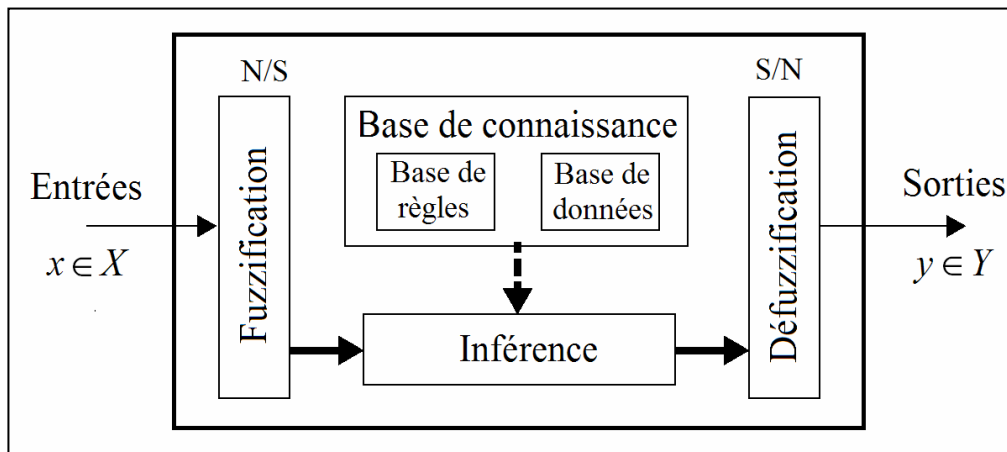 N/S
S/N
Base de connaissance
Base de
règles
Base de
données
Entrées
x ∈ X
Fuzzification
Inférence
Défuzzification
Sorties
y ∈ Y